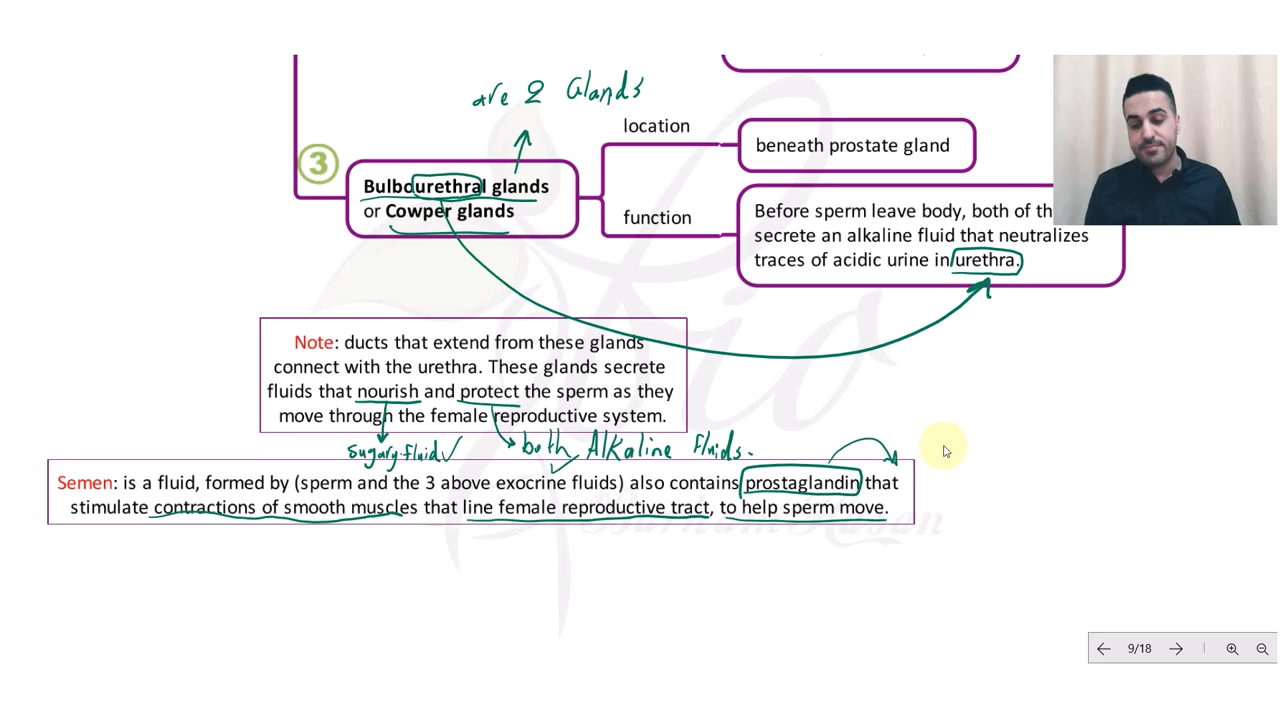 are 2 Glands
location
beneath prostate gland
3
Bulbourethral glands
or Cowper glands
function
Before sperm leave body, both of th
secrete an alkaline fluid that neutralizes
traces of acidic urine in urethra.
Note: ducts that extend from these glands
connect with the urethra. These glands secrete
fluids that nourish and protect the sperm as they
move through the female reproductive system.
sugary fluid
both Alkaline Fluids.
Semen: is a fluid, formed by (sperm and the 3 above exocrine fluids) also contains prostaglandin that
stimulate contractions of smooth muscles that line female reproductive tract, to help sperm move.
9/18